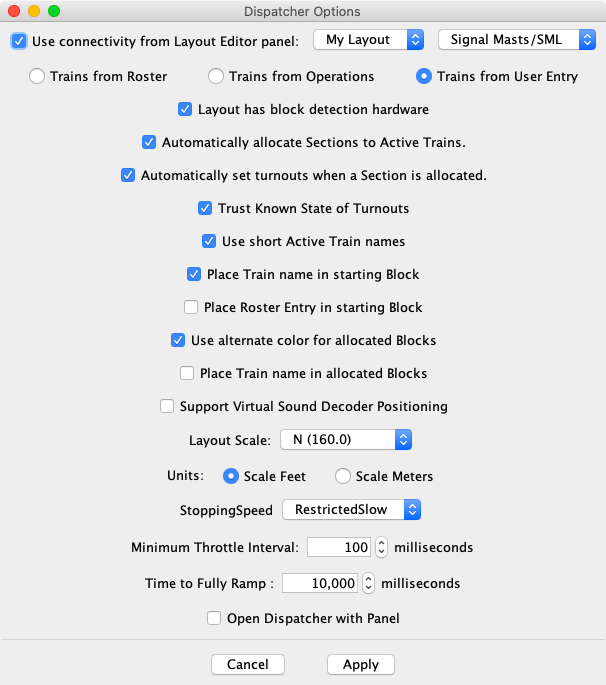 Dispatcher Options
Use connectivity from Layout Editor panel: My Layout Signal Masts/SML
Trains from Roster Trains from Operations Trains from User Entry
Layout has block detection hardware
Automatically allocate Sections to Active Trains.
Automatically set turnouts when a Section is allocated.
Trust Known State of Turnouts
Use short Active Train names
Place Train name in starting Block
Place Roster Entry in starting Block
Use alternate color for allocated Blocks
Place Train name in allocated Blocks
Support Virtual Sound Decoder Positioning
Layout Scale: N (160.0)
Units: Scale Feet Scale Meters
StoppingSpeed RestrictedSlow
Minimum Throttle Interval: 100 milliseconds
Time to Fully Ramp : 10,000 milliseconds
Open Dispatcher with Panel
Cancel Apply